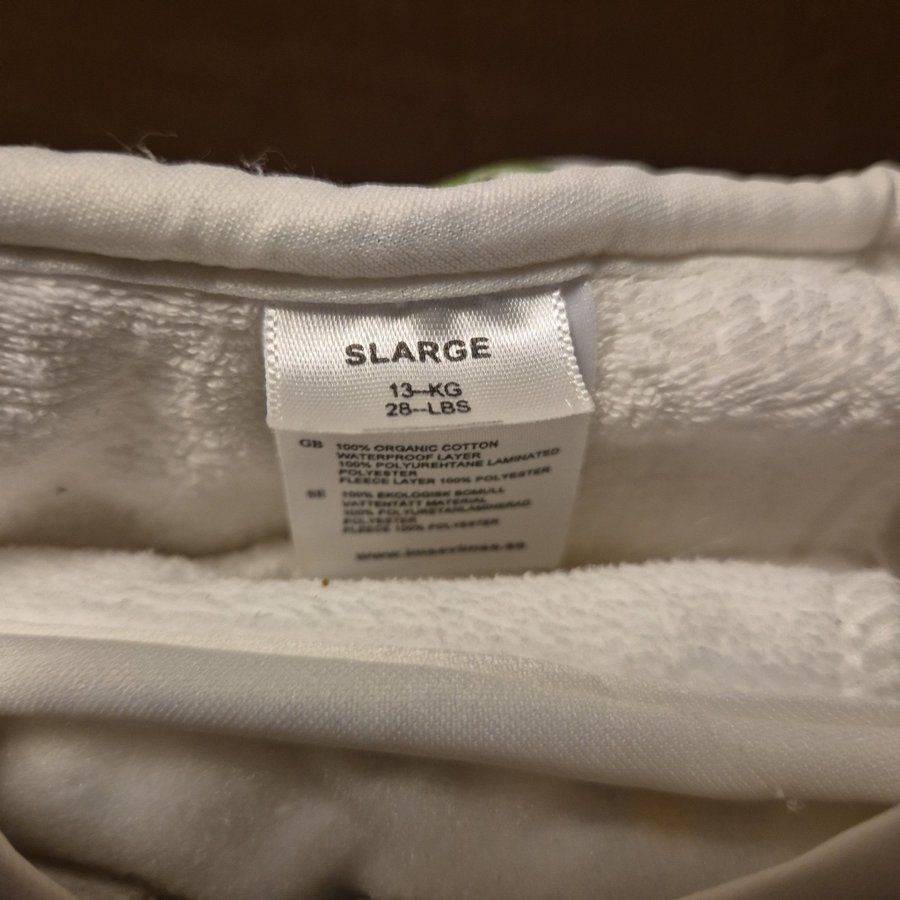 SLARGE
13--KG
28--LBS
GB 100% ORGANIC COTTON
WATERPROOF LAYER
100% POLYUREHTANE LAMINATED
POLYESTER
FLEECE LAYER 100% POLYESTER
SE 100% EKOLOGISK BOMULL
VATTENTÄTT MATERIAL
100% POLYURETANLAMINERAD
POLYESTER
FLEECE 100% POLYESTER